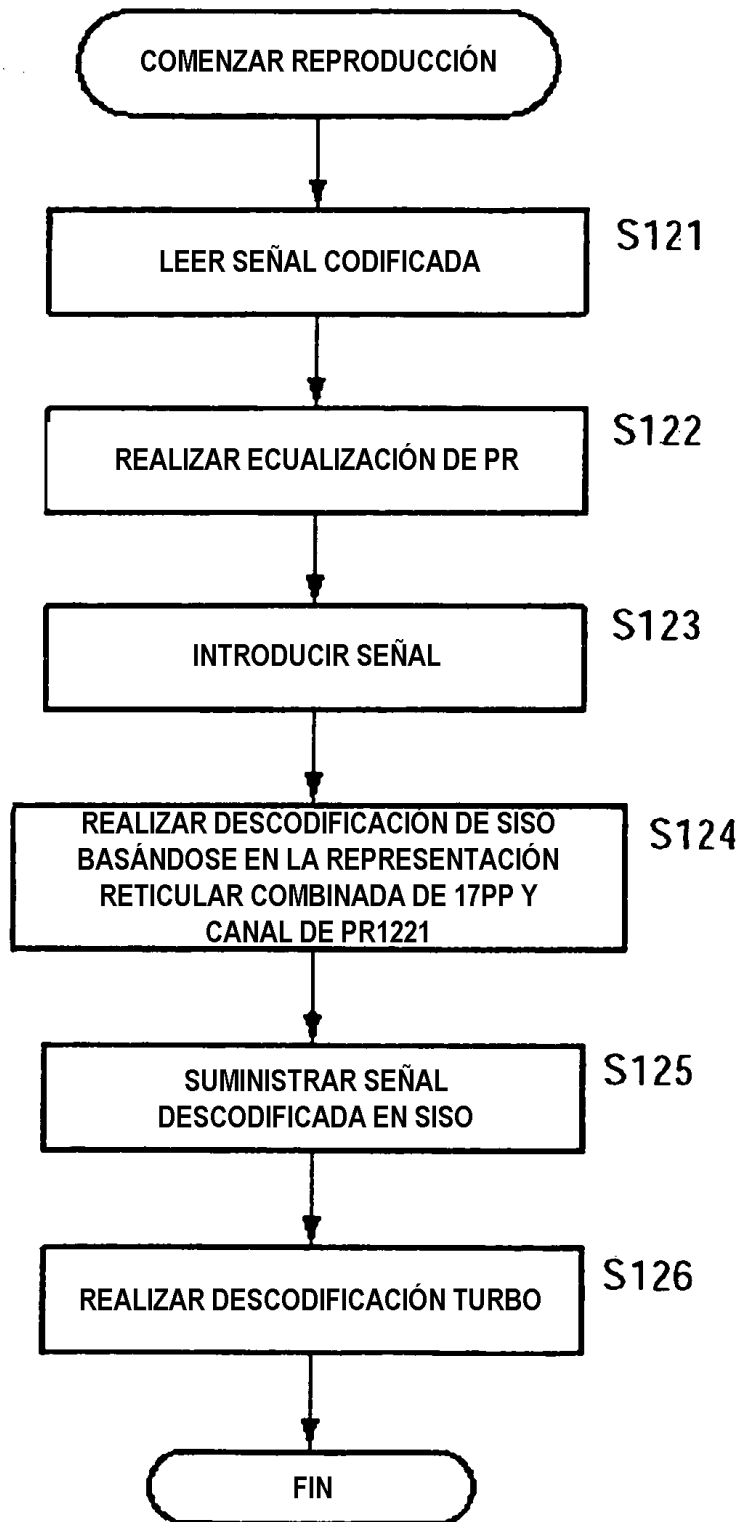 COMENZAR REPRODUCCIÓN
LEER SEÑAL CODIFICADA
S121
REALIZAR ECUALIZACIÓN DE PR
S122
INTRODUCIR SEÑAL
S123
REALIZAR DESCODIFICACIÓN DE SISO
BASÁNDOSE EN LA REPRESENTACIÓN
RETICULAR COMBINADA DE 17PP Y
CANAL DE PR1221
S124
SUMINISTRAR SEÑAL
DESCODIFICADA EN SISO
S125
REALIZAR DESCODIFICACIÓN TURBO
S126
FIN